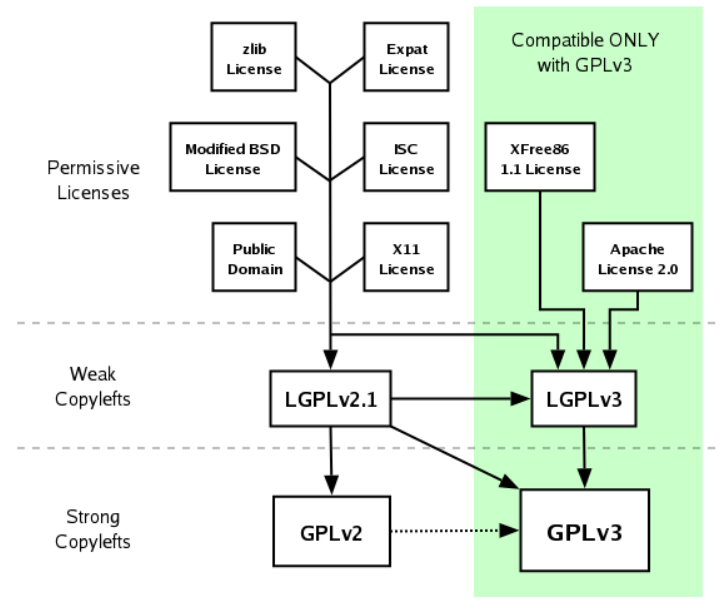 zlib
License
Expat
License
Compatible ONLY
with GPLv3
Permissive
Licenses
Modified BSD
License
ISC
License
XFree86
1.1 License
Public
Domain
X11
License
Apache
License 2.0
Weak
Copylefts
LGPLv2.1
LGPLv3
Strong
Copylefts
GPLv2
GPLv3